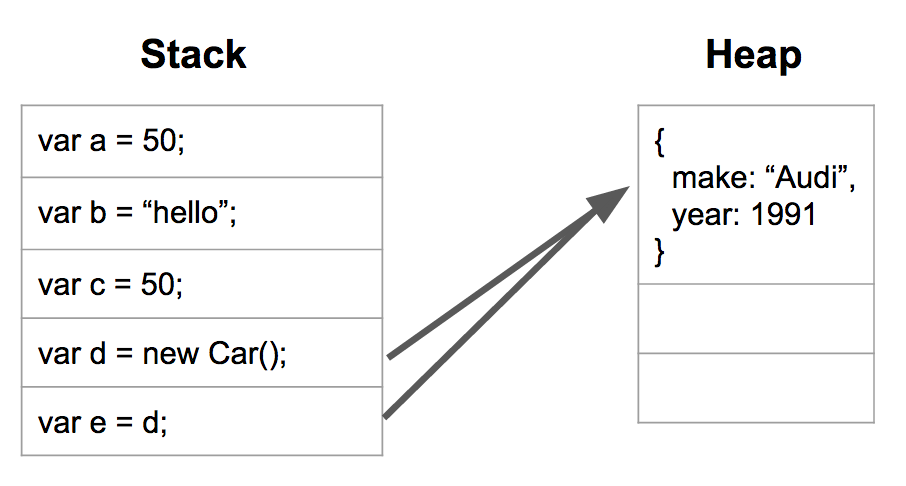 Stack
var a = 50;
var b = “hello”;
var c = 50;
var d = new Car();
var e = d;
Heap
{
make: “Audi”,
year: 1991
}